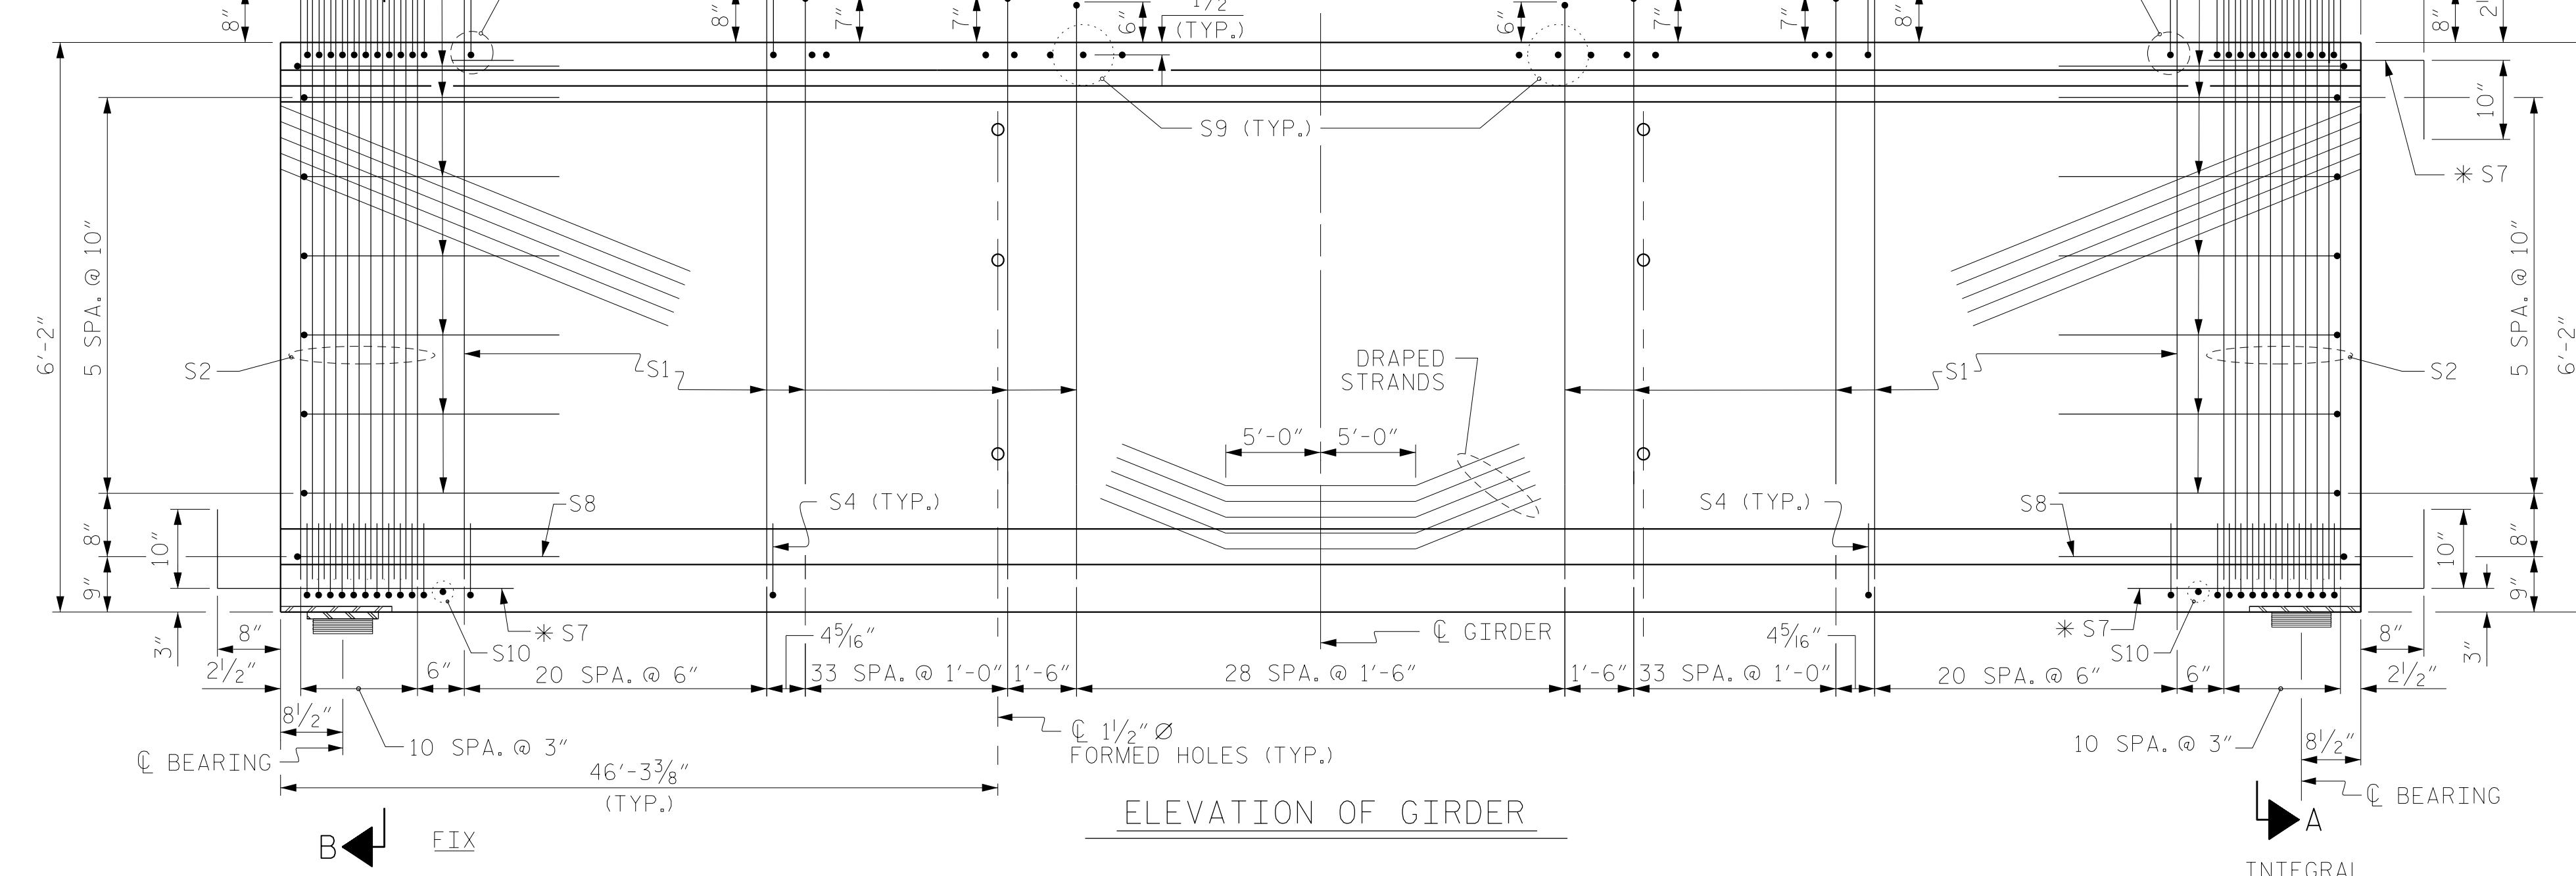 8"
8"
7"
7"
6"
1/2
(TYP.)
6"
7"
7"
8"
8"
10"
S9 (TYP.)
✳ S7
6'-2"
5 SPA. @ 10"
5 SPA. @ 10"
6'-2"
S2
S1
DRAPED
STRANDS
S1
S2
5'-0"
5'-0"
8"
10"
S8
S4 (TYP.)
S4 (TYP.)
S8
10"
8"
9"
9"
3"
8"
✳ S7
S10
4 5/16"
℄ GIRDER
4 5/16"
✳ S7
S10
8"
3"
2 1/2"
6"
20 SPA. @ 6"
33 SPA. @ 1'-0"
1'-6"
28 SPA. @ 1'-6"
1'-6"
33 SPA. @ 1'-0"
20 SPA. @ 6"
6"
2 1/2"
8 1/2"
10 SPA. @ 3"
℄ BEARING
℄ 1 1/2" Ø
FORMED HOLES (TYP.)
10 SPA. @ 3"
8 1/2"
℄ BEARING
46'-3 3/8"
(TYP.)
ELEVATION OF GIRDER
B
FIX
A
INTEGRAL